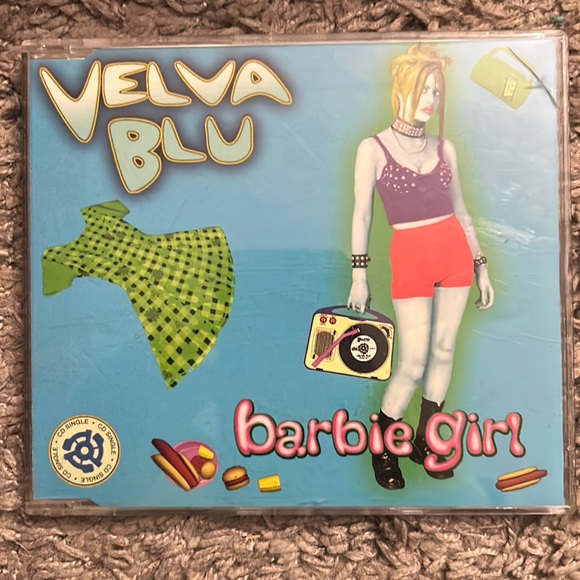 VELVA
BLU
CD SINGLE • CD SINGLE • CD SINGLE •
barbie girl